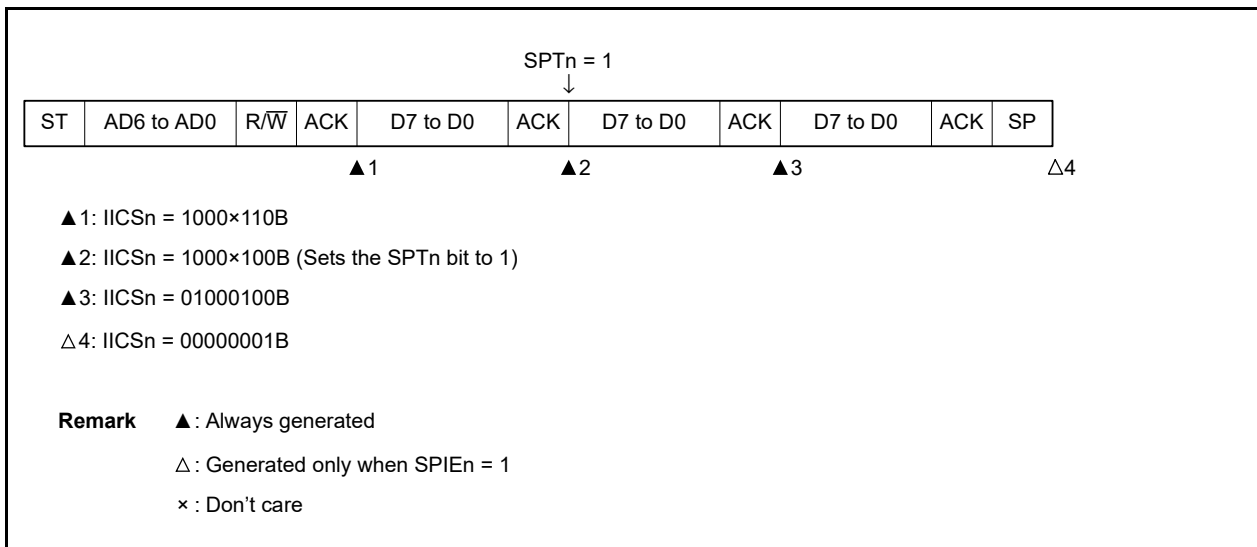 SPTn = 1
↓
ST AD6 to AD0 R/W̅ ACK D7 to D0 ACK D7 to D0 ACK D7 to D0 ACK SP
▲1 ▲2 ▲3 △4
▲1: IICSn = 1000×110B
▲2: IICSn = 1000×100B (Sets the SPTn bit to 1)
▲3: IICSn = 01000100B
△4: IICSn = 00000001B
Remark ▲: Always generated
△: Generated only when SPIEn = 1
× : Don’t care